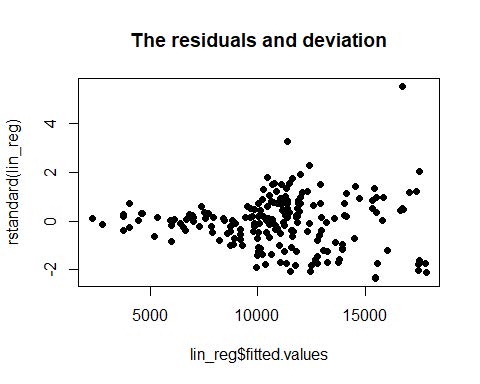 The residuals and deviation
rstandard(lin_reg)
4
2
0
-2
5000 10000 15000
lin_reg$fitted.values